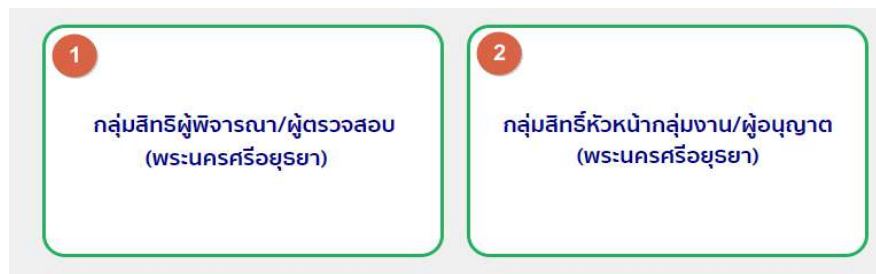 1
กลุ่มสิทธิผู้พิจารณา/ผู้ตรวจสอบ
(พระนครศรีอยุธยา)
2
กลุ่มสิทธิ์หัวหน้ากลุ่มงาน/ผู้อนุญาต
(พระนครศรีอยุธยา)